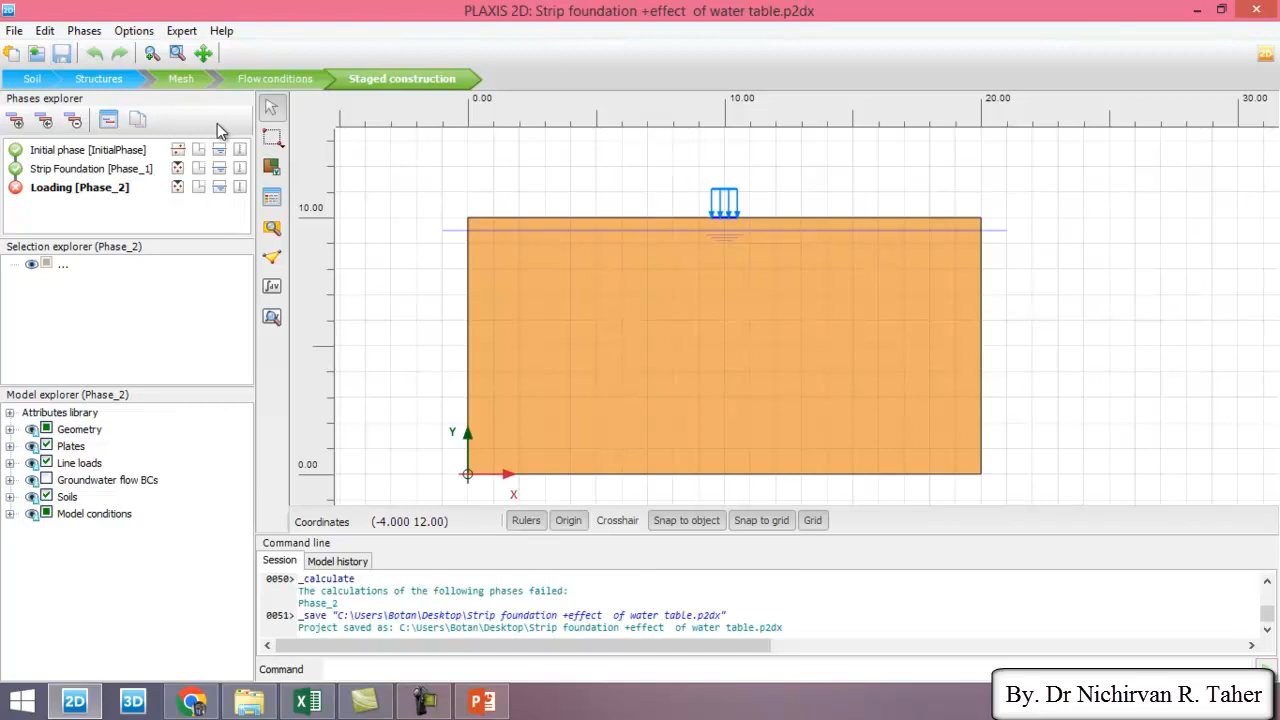 2D PLAXIS 2D: Strip foundation +effect of water table.p2dx
File Edit Phases Options Expert Help
Soil Structures Mesh Flow conditions Staged construction
Phases explorer
Initial phase [InitialPhase]
Strip Foundation [Phase_1]
Loading [Phase_2]
Selection explorer (Phase_2)
...
Model explorer (Phase_2)
Attributes library
Geometry
Plates
Line loads
Groundwater flow BCs
Soils
Model conditions
0.00 10.00 20.00 30.00
10.00
0.00
Y
X
Coordinates (-4.000 12.00) Rulers Origin Crosshair Snap to object Snap to grid Grid
Command line
Session Model history
0050> _calculate
The calculations of the following phases failed:
Phase_2
0051> _save "C:\Users\Botan\Desktop\Strip foundation +effect of water table.p2dx"
Project saved as: C:\Users\Botan\Desktop\Strip foundation +effect of water table.p2dx
Command
2D 3D
By. Dr Nichirvan R. Taher